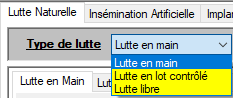 Lutte Naturelle Insémination Artificielle Implan
Type de lutte Lutte en main
Lutte en main
Lutte en lot contrôlé
Lutte libre
Lutte en Main Lut